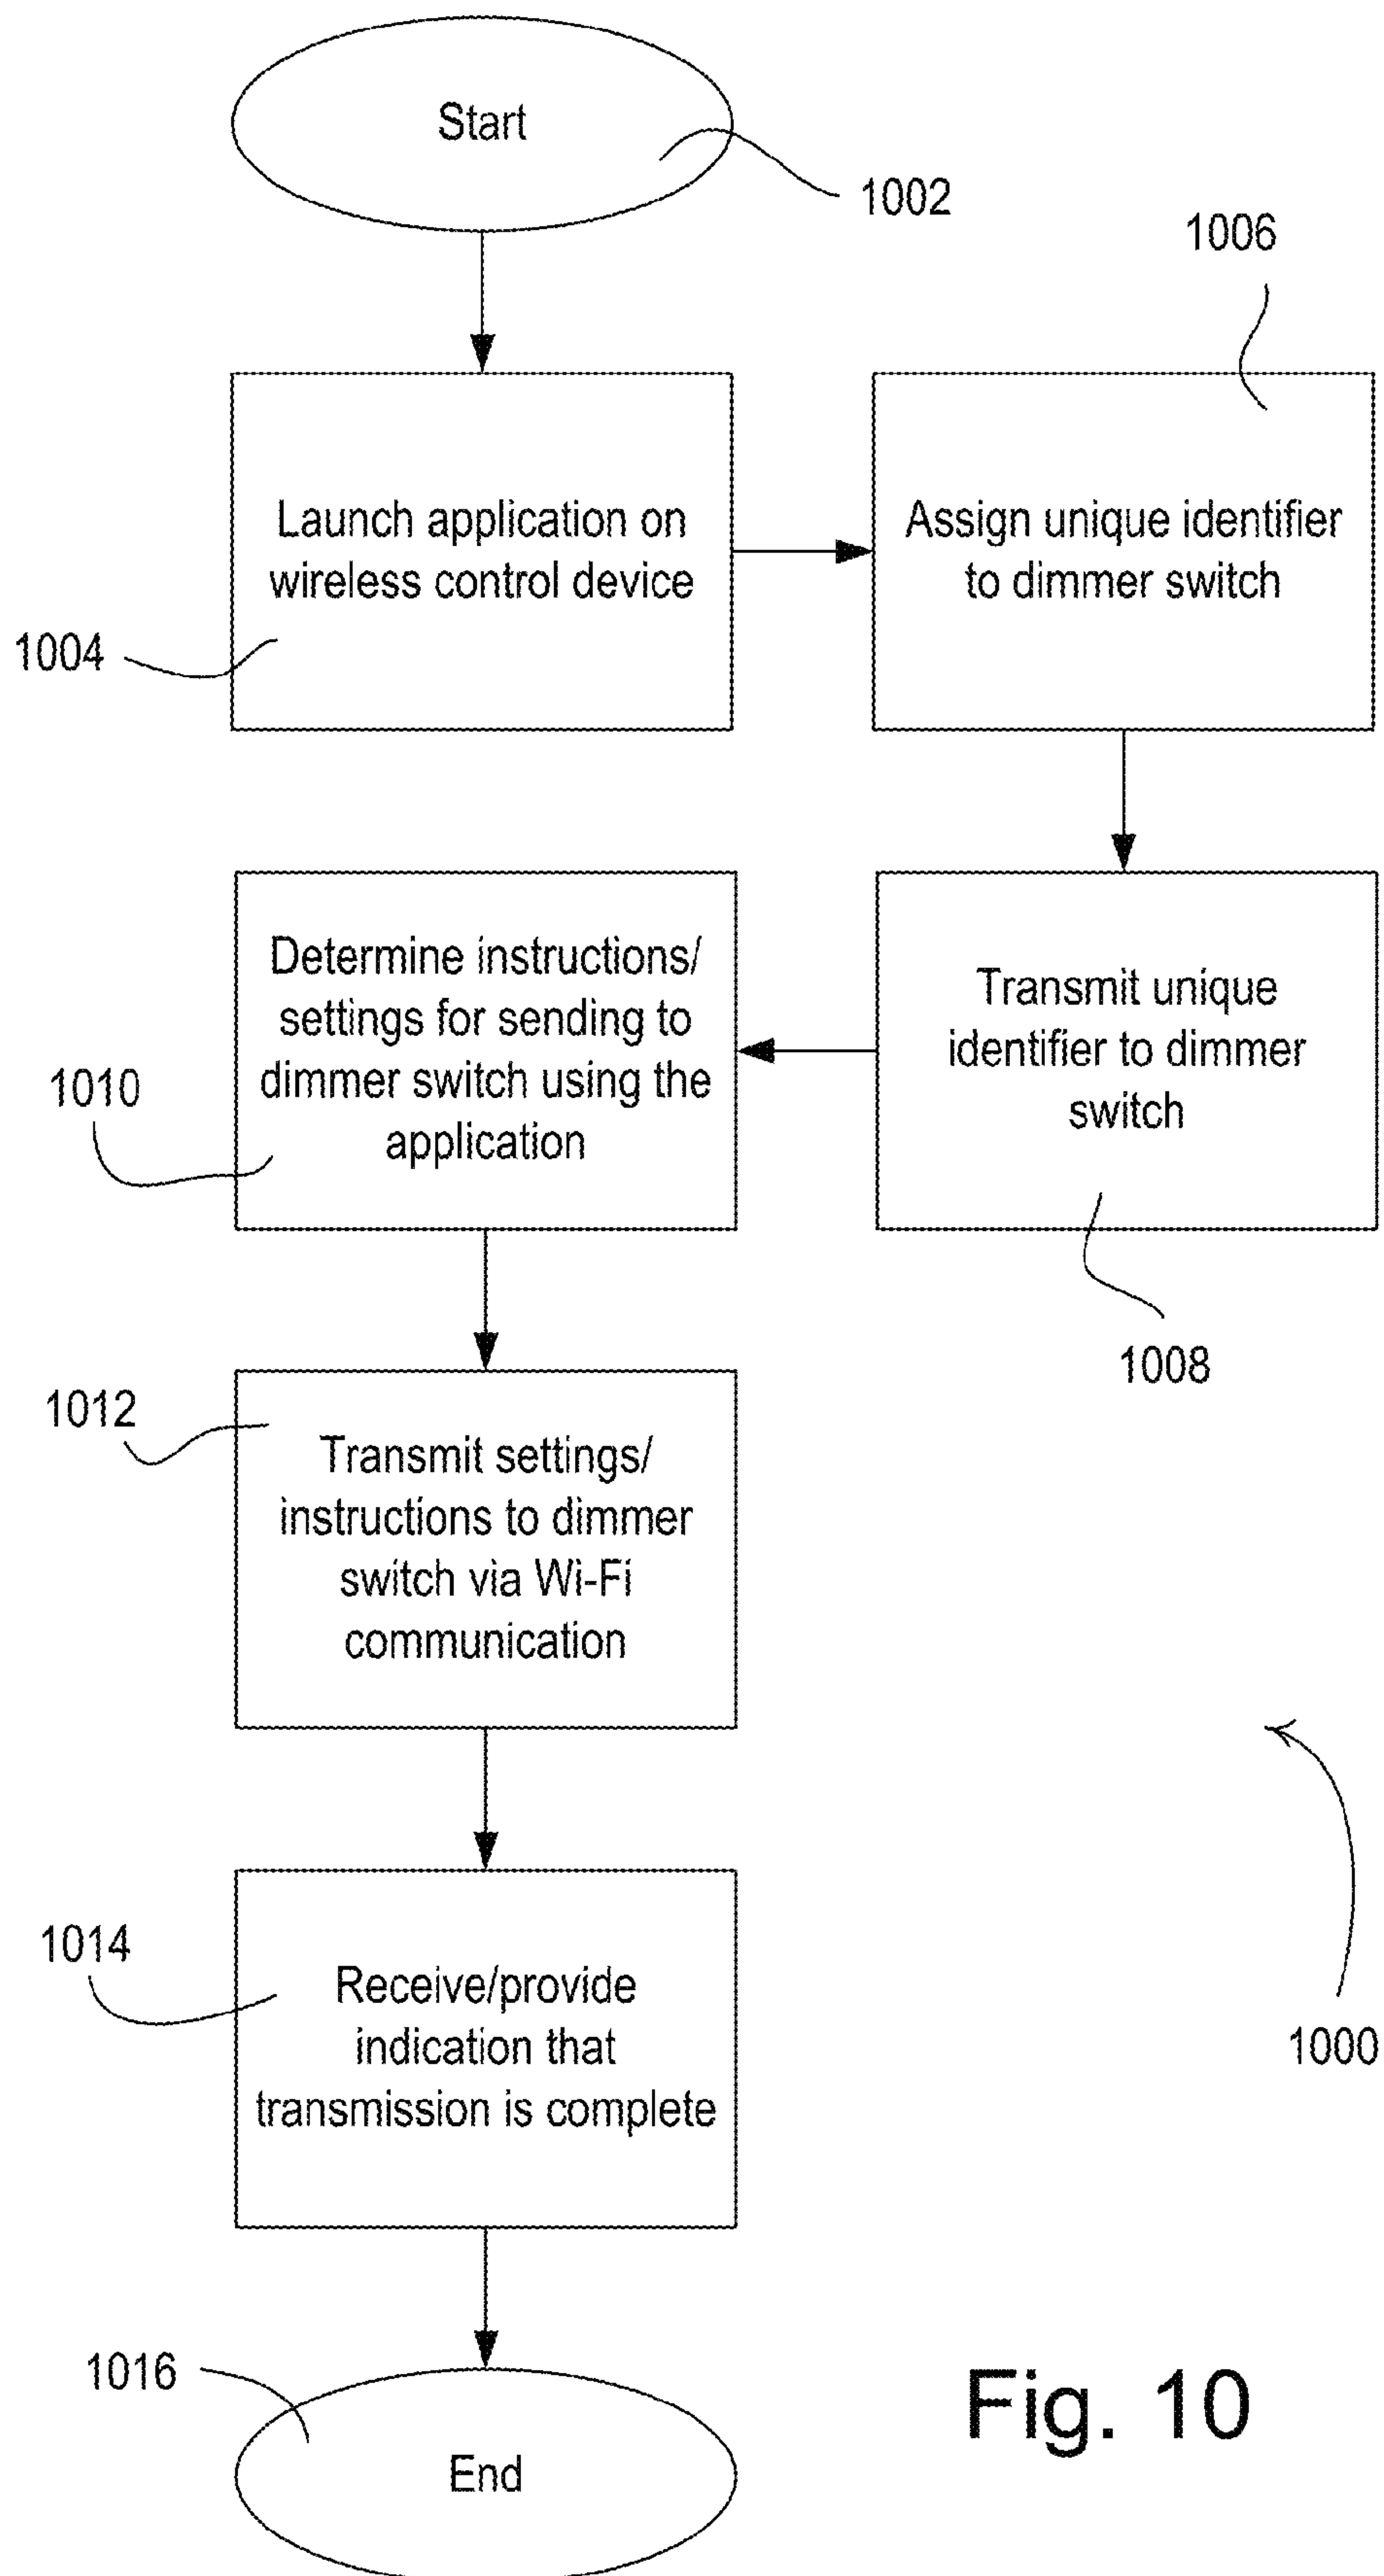 Start
1002
1006
Launch application on
wireless control device
1004
Assign unique identifier
to dimmer switch
Transmit unique
identifier to dimmer
switch
1008
Determine instructions/
settings for sending to
dimmer switch using the
application
1010
1012
Transmit settings/
instructions to dimmer
switch via Wi-Fi
communication
1014
Receive/provide
indication that
transmission is complete
1000
1016
End
Fig. 10